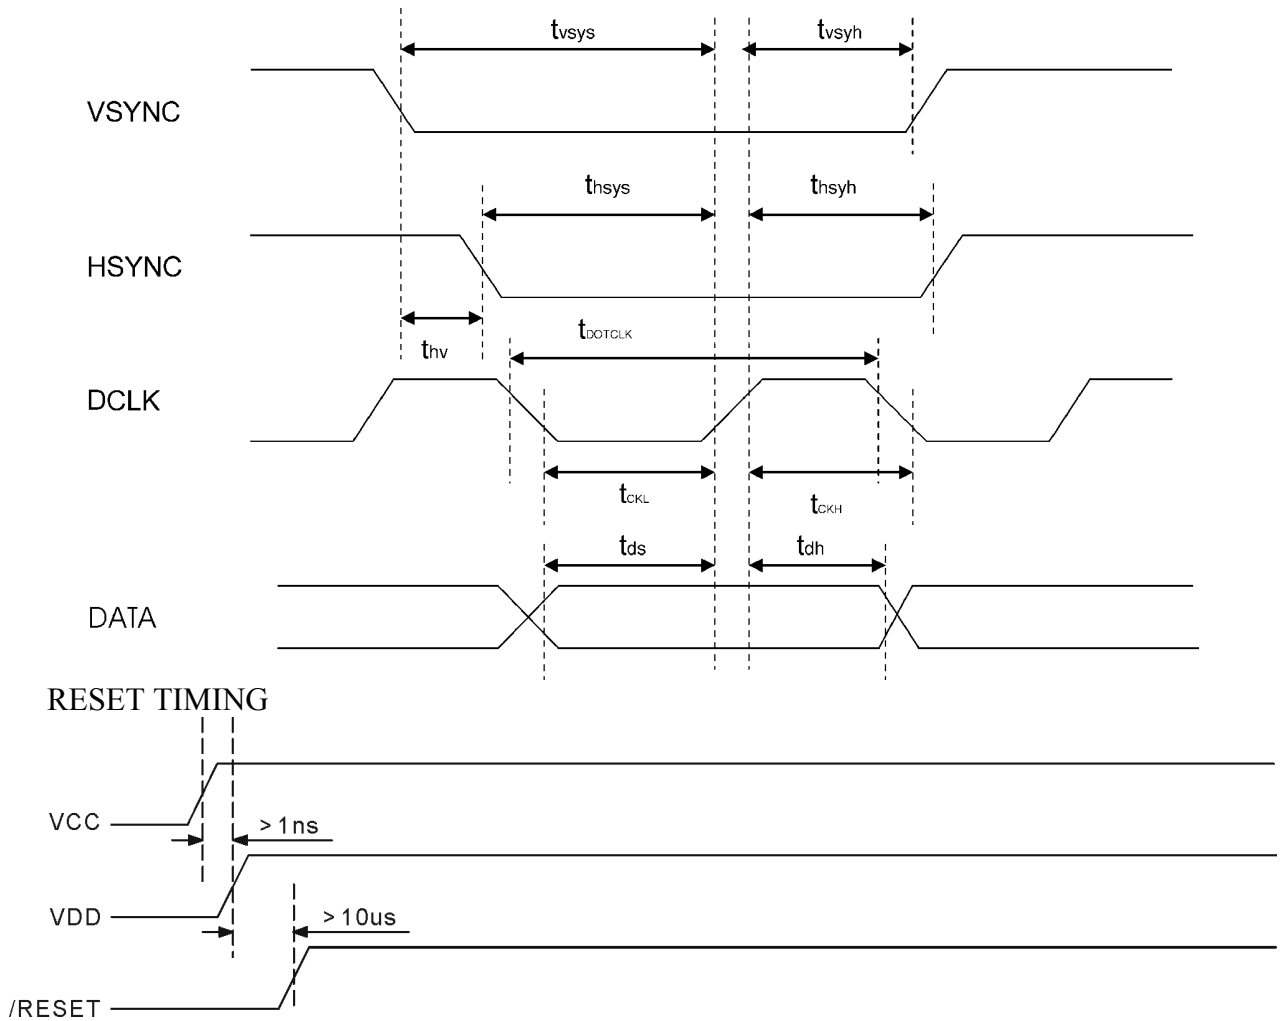 tvsys tvsyh
VSYNC
thsys thsyh
HSYNC
tDOTCLK
thv
DCLK
tCKL tCKH
tds tdh
DATA
RESET TIMING
VCC
>1ns
VDD
>10us
/RESET